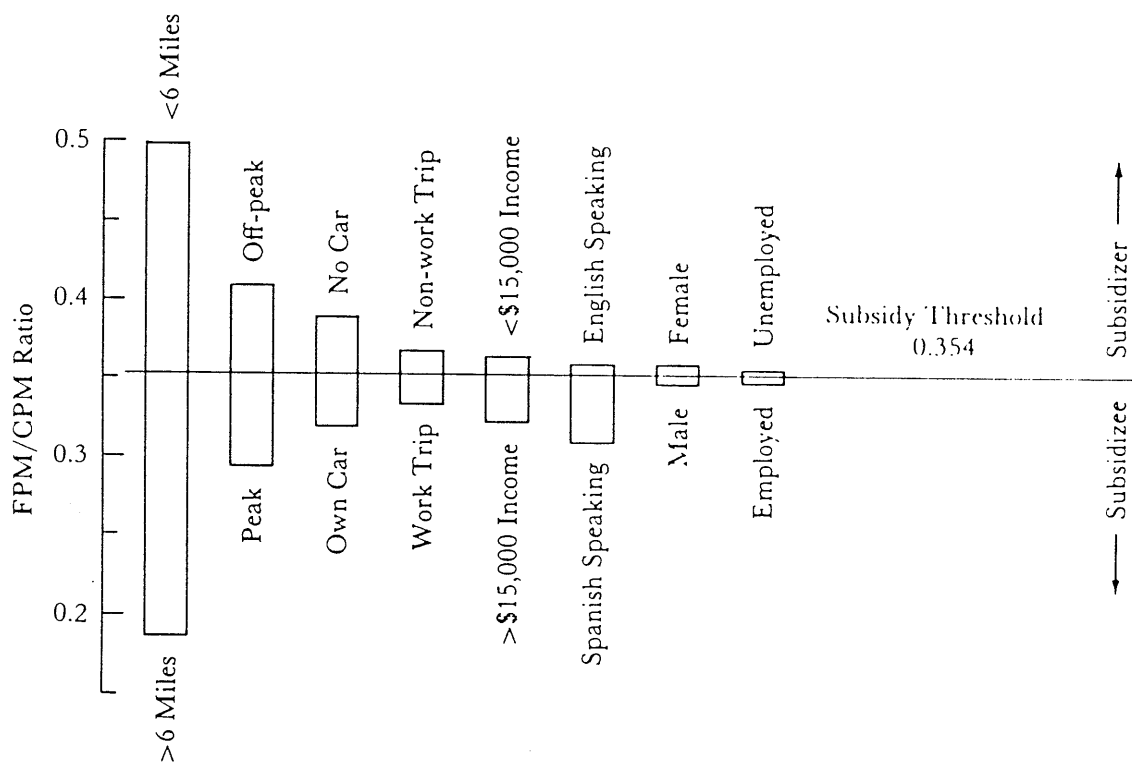 FPM/CPM Ratio
0.5
0.4
0.3
0.2
<6 Miles
>6 Miles
Off-peak
Peak
No Car
Own Car
Non-work Trip
Work Trip
<$15,000 Income
>$15,000 Income
English Speaking
Spanish Speaking
Female
Male
Unemployed
Employed
Subsidy Threshold
0.354
Subsidizer
Subsidizee